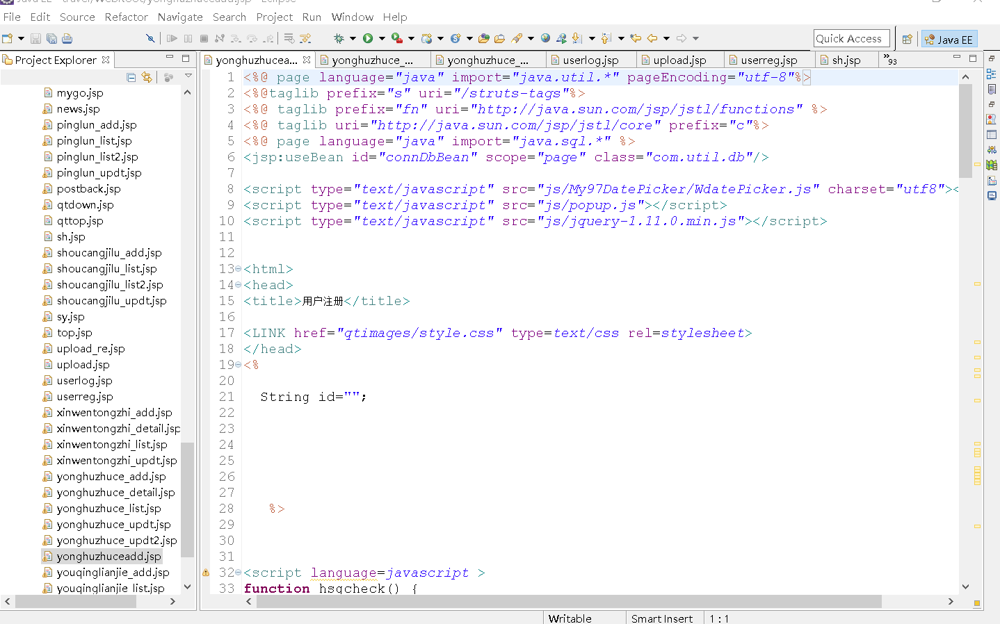 Java EE - travel/WebRoot/yonghuzhuceadd.jsp - Eclipse
File Edit Source Refactor Navigate Search Project Run Window Help
Quick Access
Java EE
Project Explorer
mygo.jsp
news.jsp
pinglun_add.jsp
pinglun_list.jsp
pinglun_list2.jsp
pinglun_updt.jsp
postback.jsp
qtdown.jsp
qttop.jsp
sh.jsp
shoucangjilu_add.jsp
shoucangjilu_list.jsp
shoucangjilu_list2.jsp
shoucangjilu_updt.jsp
sy.jsp
top.jsp
upload_re.jsp
upload.jsp
userlog.jsp
userreg.jsp
xinwentongzhi_add.jsp
xinwentongzhi_detail.jsp
xinwentongzhi_list.jsp
xinwentongzhi_updt.jsp
yonghuzhuce_add.jsp
yonghuzhuce_detail.jsp
yonghuzhuce_list.jsp
yonghuzhuce_updt.jsp
yonghuzhuce_updt2.jsp
yonghuzhuceadd.jsp
youqinglianjie_add.jsp
youqinglianjie_list.jsp
yonghuzhucea... yonghuzhuce_... yonghuzhuce_... userlog.jsp upload.jsp userreg.jsp sh.jsp »93
1 <%@ page language="java" import="java.util.*" pageEncoding="utf-8"%>
2 <%@taglib prefix="s" uri="/struts-tags"%>
3 <%@ taglib prefix="fn" uri="http://java.sun.com/jsp/jstl/functions" %>
4 <%@ taglib uri="http://java.sun.com/jsp/jstl/core" prefix="c"%>
5 <%@ page language="java" import="java.sql.*" %>
6 <jsp:useBean id="connDbBean" scope="page" class="com.util.db"/>
7
8 <script type="text/javascript" src="js/My97DatePicker/WdatePicker.js" charset="utf8"><
9 <script type="text/javascript" src="js/popup.js"></script>
10 <script type="text/javascript" src="js/jquery-1.11.0.min.js"></script>
11
12
13 <html>
14 <head>
15 <title>用户注册</title>
16
17 <LINK href="qtimages/style.css" type=text/css rel=stylesheet>
18 </head>
19 <%
20
21 String id="";
22
23
24
25
26
27
28 %>
29
30
31
32 <script language=javascript >
33 function hsgcheck() {
Writable
Smart Insert
1 : 1